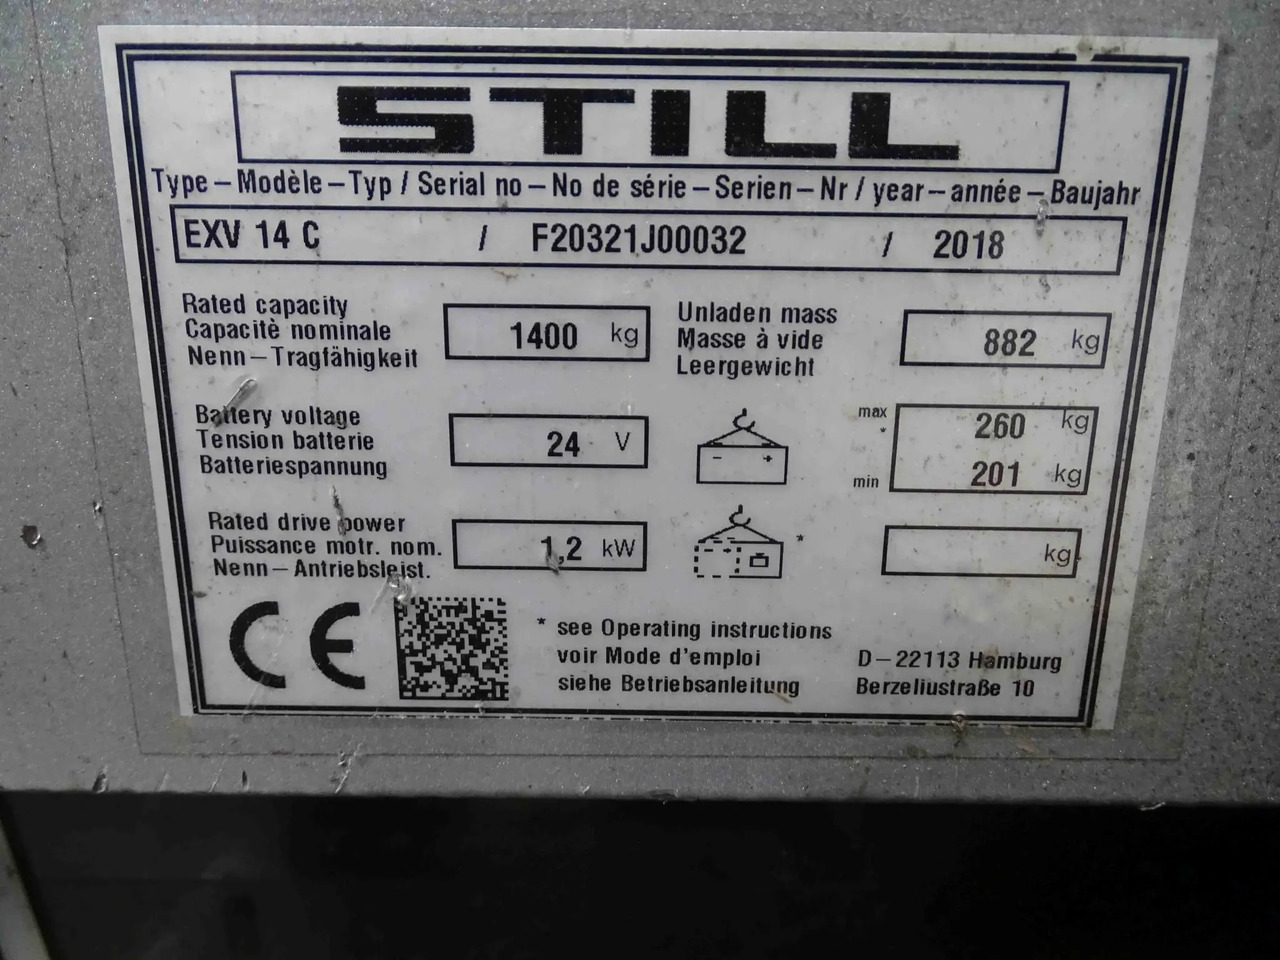 STILL
Type – Modèle – Typ / Serial no – No de série – Serien – Nr / year – année – Baujahr
EXV 14 C / F20321J00032 / 2018
Rated capacity
Capacitè nominale
Nenn – Tragfähigkeit
1400 kg
Unladen mass
Masse à vide
Leergewicht
882 kg
Battery voltage
Tension batterie
Batteriespannung
24 V
max
*
260 kg
min
201 kg
Rated drive power
Puissance motr. nom.
Nenn – Antriebsleist.
1,2 kW
*
kg
CE
* see Operating instructions
voir Mode d'emploi
siehe Betriebsanleitung
D – 22113 Hamburg
Berzeliustraße 10